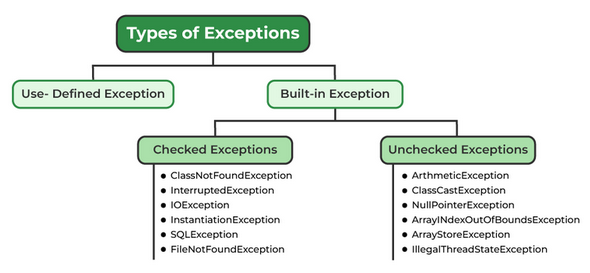 Types of Exceptions
Use- Defined Exception
Built-in Exception
Checked Exceptions
ClassNotFoundException
InterruptedException
IOException
InstantiationException
SQLException
FileNotFoundException
Unchecked Exceptions
ArthmeticException
ClassCastException
NullPointerException
ArrayINdexOutOfBoundsException
ArrayStoreException
IllegalThreadStateException